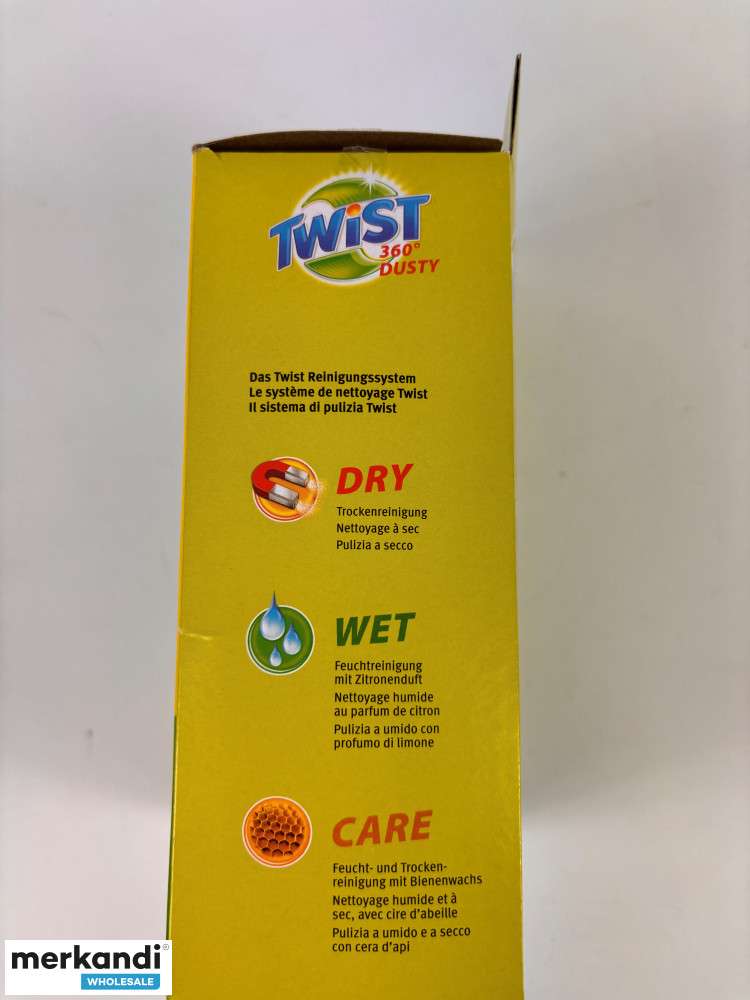 TWiST
360°
DUSTY
Das Twist Reinigungssystem
Le système de nettoyage Twist
Il sistema di pulizia Twist
DRY
Trockenreinigung
Nettoyage à sec
Pulizia a secco
WET
Feuchtreinigung
mit Zitronenduft
Nettoyage humide
au parfum de citron
Pulizia a umido con
profumo di limone
CARE
Feucht- und Trocken-
reinigung mit Bienenwachs
Nettoyage humide et à
sec, avec cire d'abeille
Pulizia a umido e a secco
con cera d'api
merkandi®
WHOLESALE